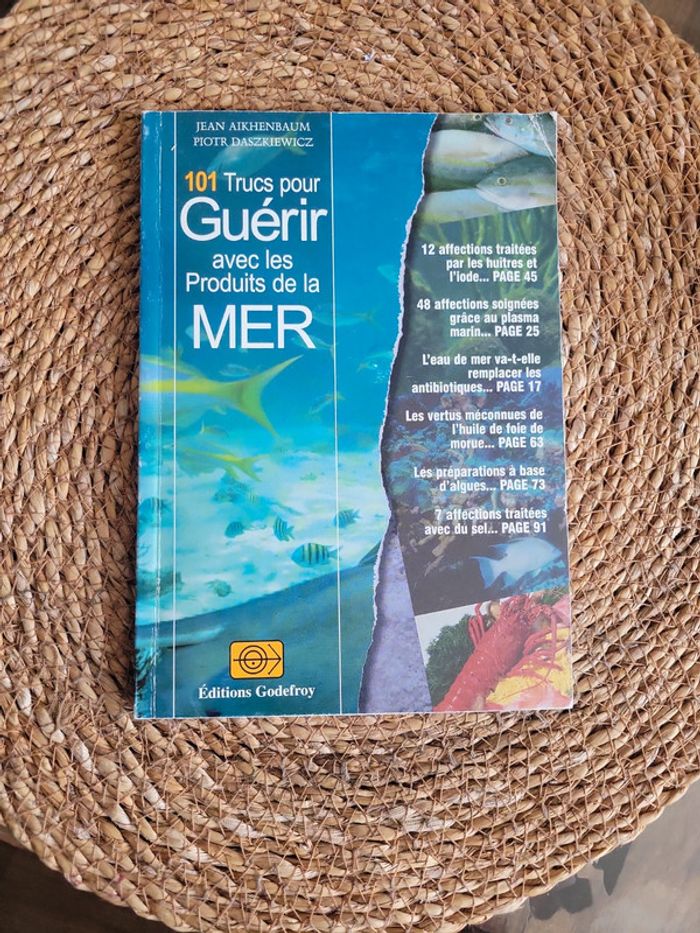 JEAN AIKHENBAUM
PIOTR DASZKIEWICZ
101 Trucs pour
Guérir
avec les
Produits de la
MER
12 affections traitées
par les huitres et
l'iode... PAGE 45
48 affections soignées
grâce au plasma
marin... PAGE 25
L'eau de mer va-t-elle
remplacer les
antibiotiques... PAGE 17
Les vertus méconnues de
l'huile de foie de
morue... PAGE 63
Les préparations à base
d'algues... PAGE 73
7 affections traitées
avec du sel... PAGE 91
Éditions Godefroy